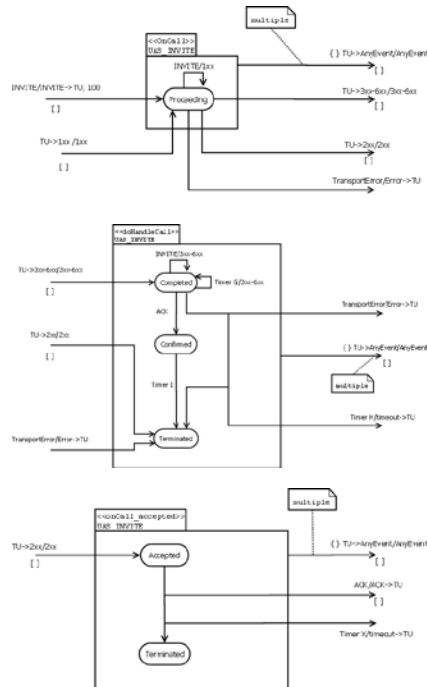 multiple
<<OnCall>>
UAS_INVITE
{ } TU->AnyEvent/AnyEvent
[ ]
INVITE/1xx
INVITE/INVITE->TU, 100
[ ]
Proceeding
TU->3xx-6xx/3xx-6xx
[ ]
TU->1xx /1xx
[ ]
TU->2xx/2xx
[ ]
TransportError/Error->TU
<<doHandleCall>>
UAS_INVITE
INVITE/3xx-6xx
TU->3xx-6xx/3xx-6xx
[ ]
Completed
Timer G/3xx-6xx
TransportError/Error->TU
ACK
TU->2xx/2xx
[ ]
Confirmed
{ } TU->AnyEvent/AnyEvent
[ ]
multiple
Timer I
Timer H/timeout->TU
TransportError/Error->TU
Terminated
multiple
<<onCall_accepted>>
UAS_INVITE
TU->2xx/2xx
[ ]
Accepted
{ } TU->AnyEvent/AnyEvent
[ ]
ACK/ACK->TU
[ ]
Timer X/timeout->TU
Terminated